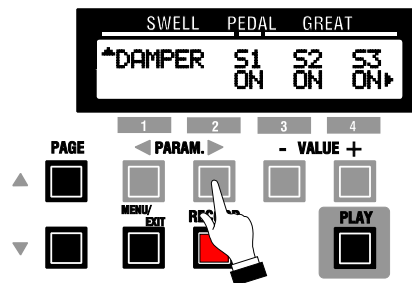 SWELL PEDAL GREAT
DAMPER S1 S2 S3
ON ON ON
1 2 3 4
PAGE PARAM. - VALUE +
MENU/
EXIT
PLAY